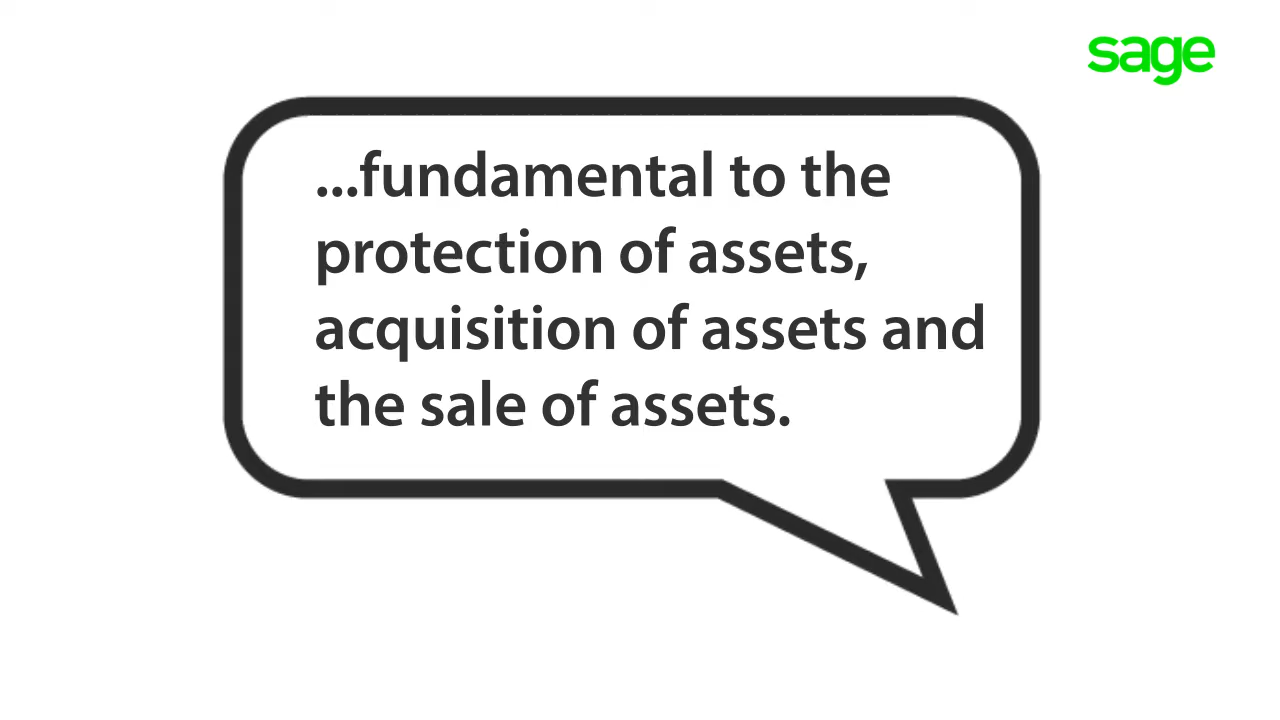 sage
...fundamental to the
protection of assets,
acquisition of assets and
the sale of assets.